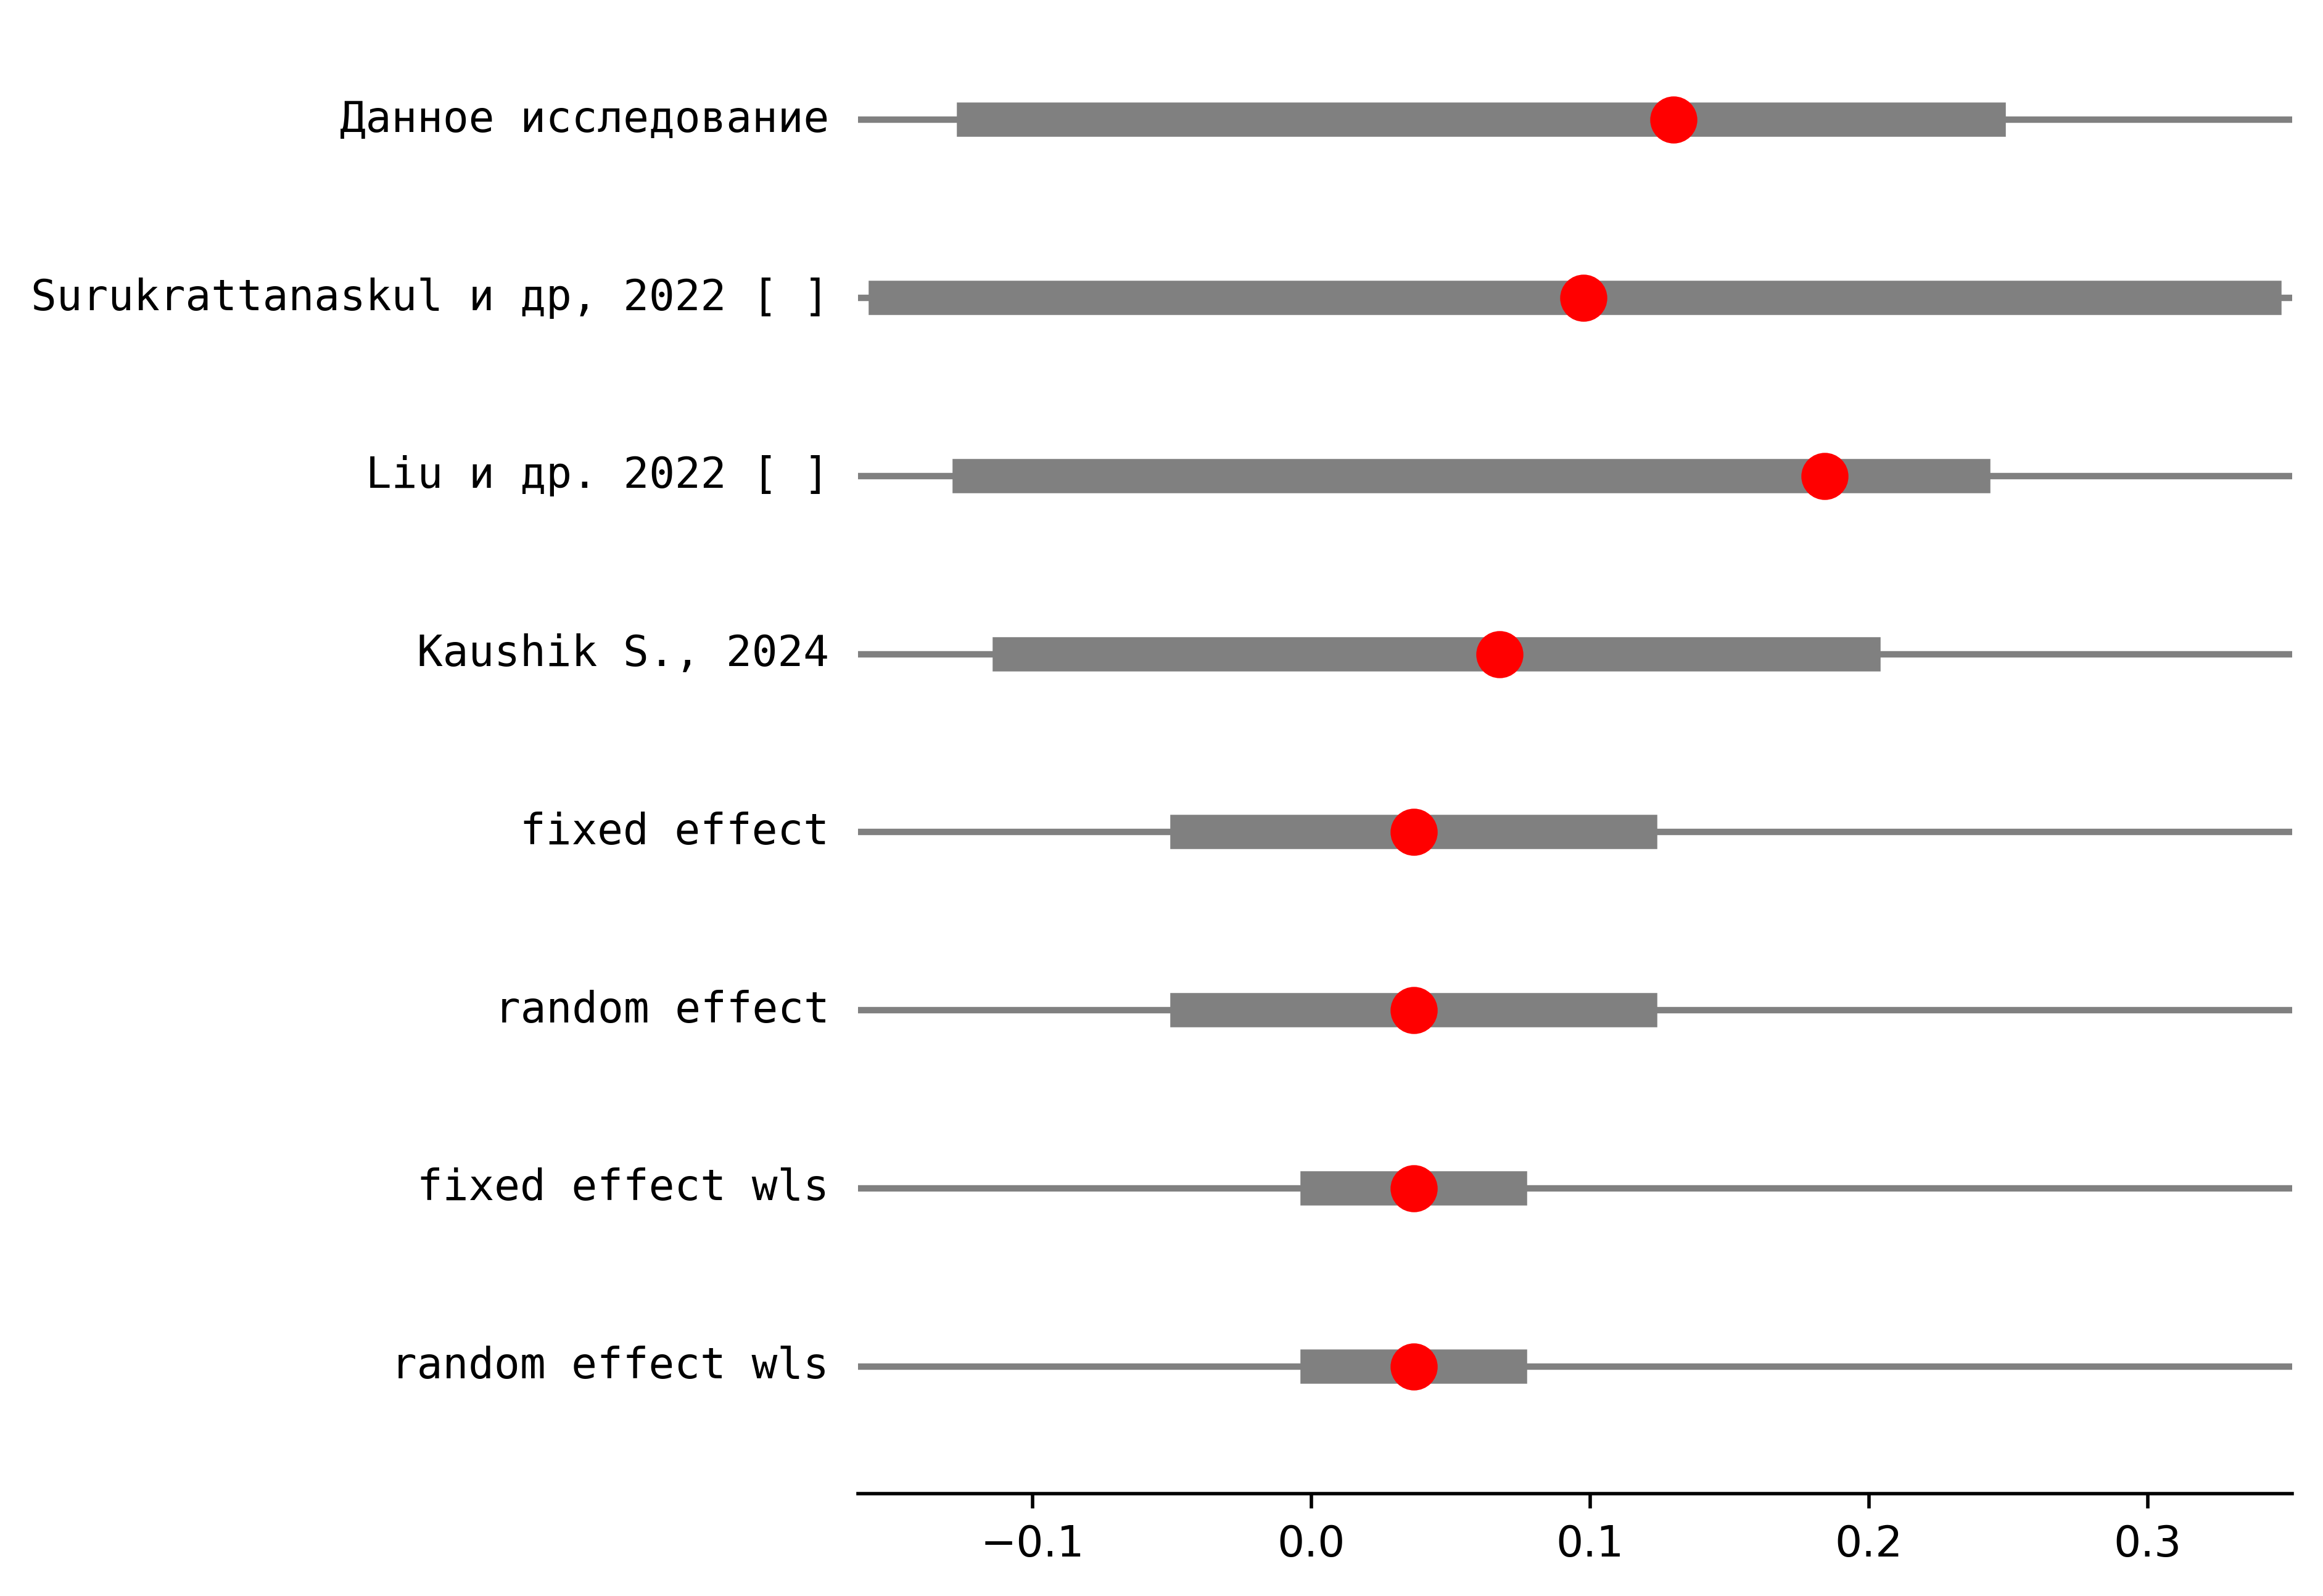 Данное исследование
Surukrattanaskul и др, 2022 [ ]
Liu и др. 2022 [ ]
Kaushik S., 2024
fixed effect
random effect
fixed effect wls
random effect wls
−0.1 0.0 0.1 0.2 0.3